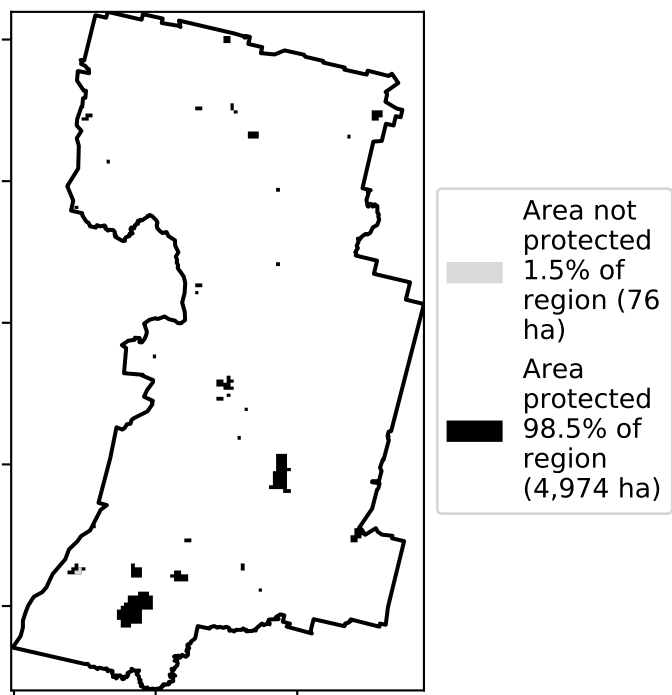 Area not
protected
1.5% of
region (76
ha)
Area
protected
98.5% of
region
(4,974 ha)